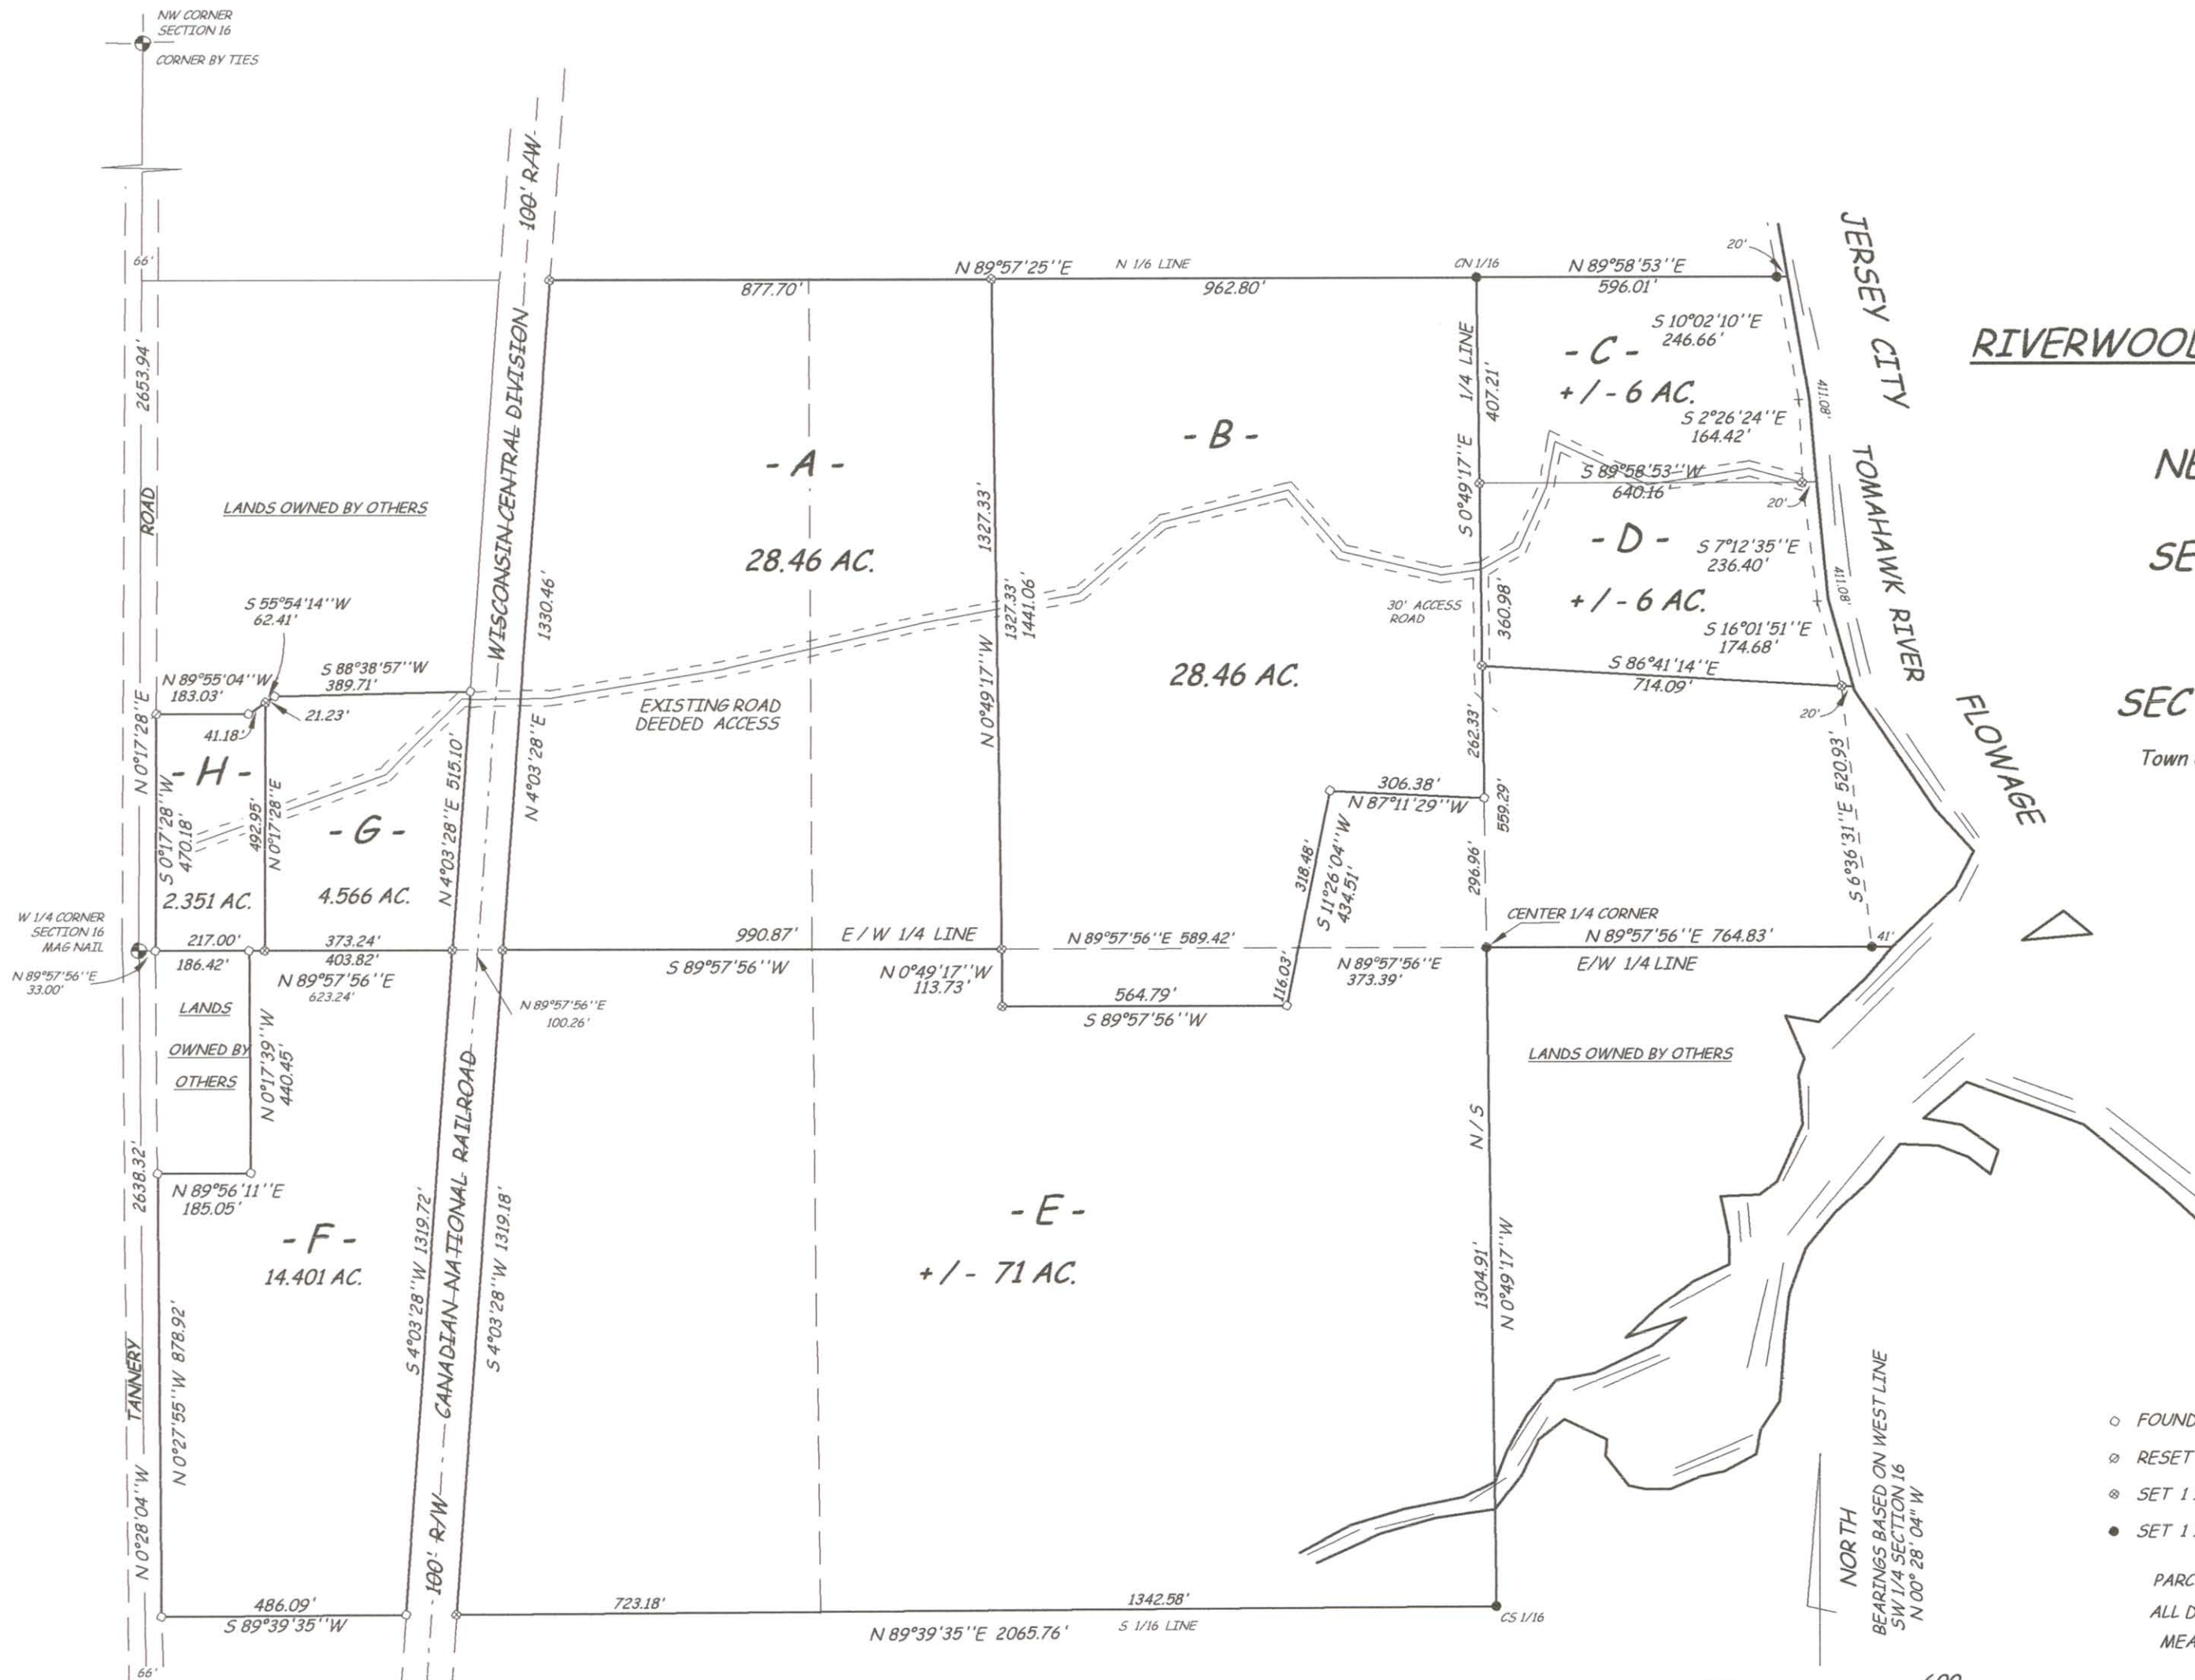 NW CORNER
SECTION 16
CORNER BY TIES
66'
2653.94'
ROAD
N 0°17'28''E
LANDS OWNED BY OTHERS
100' R/W
WISCONSIN CENTRAL DIVISION
N 89°57'25''E
N 1/6 LINE
877.70'
962.80'
CN 1/16
N 89°58'53''E
596.01'
20'
JERSEY CITY
TOMAHAWK RIVER
FLOWAGE
- A -
28.46 AC.
1330.46'
N 4°03'28''E
1327.33'
N 0°49'17''W
1327.33'
1441.06'
- B -
28.46 AC.
1/4 LINE
S 0°49'17''E
407.21'
- C -
+/- 6 AC.
S 10°02'10''E
246.66'
S 2°26'24''E
164.42'
411.08'
S 89°58'53''W
640.16'
20'
- D -
+/- 6 AC.
S 7°12'35''E
236.40'
S 16°01'51''E
174.68'
411.08'
30' ACCESS
ROAD
360.98'
S 86°41'14''E
714.09'
20'
S 6°36'31''E 520.93'
262.33'
559.29'
296.96'
306.38'
N 87°11'29''W
318.48'
S 11°26'04''W
434.51'
116.03'
EXISTING ROAD
DEEDED ACCESS
S 55°54'14''W
62.41'
N 89°55'04''W
183.03'
S 88°38'57''W
389.71'
21.23'
41.18'
- H -
S 0°17'28''W
470.18'
2.351 AC.
492.95'
N 0°17'28''E
- G -
4.566 AC.
N 4°03'28''E 515.10'
W 1/4 CORNER
SECTION 16
MAG NAIL
N 89°57'56''E
33.00'
217.00'
186.42'
373.24'
403.82'
N 89°57'56''E
623.24'
N 89°57'56''E
100.26'
990.87'
E/W 1/4 LINE
S 89°57'56''W
N 0°49'17''W
113.73'
N 89°57'56''E 589.42'
564.79'
S 89°57'56''W
N 89°57'56''E
373.39'
CENTER 1/4 CORNER
N 89°57'56''E 764.83'
41'
E/W 1/4 LINE
LANDS
OWNED BY
OTHERS
N 0°17'39''W
440.45'
N 89°56'11''E
185.05'
- F -
14.401 AC.
2638.32'
TANNERY
N 0°28'04''W
N 0°27'55''W 878.92'
S 4°03'28''W 1319.72'
100' R/W
CANADIAN NATIONAL RAILROAD
S 4°03'28''W 1319.18'
- E -
+/- 71 AC.
LANDS OWNED BY OTHERS
N/S
1304.91'
N 0°49'17''W
486.09'
S 89°39'35''W
66'
723.18'
1342.58'
N 89°39'35''E 2065.76'
S 1/16 LINE
CS 1/16
NORTH
BEARINGS BASED ON WEST LINE
SW 1/4 SECTION 16
N 00° 28' 04" W
RIVERWOOD
NE
SE
SEC
Town
FOUND
RESET
SET 1
SET 1
PARC
ALL D
MEA